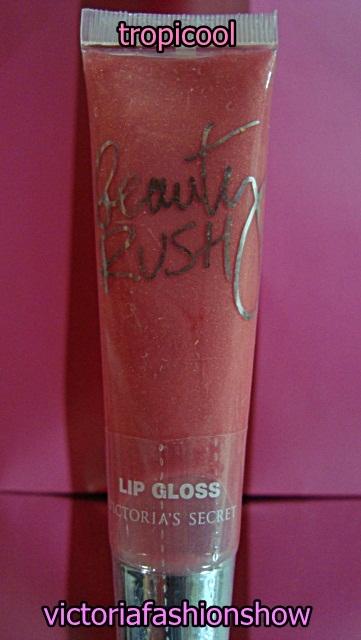 tropicool
Beauty
RUSH
LIP GLOSS
VICTORIA'S SECRET
victoriafashionshow